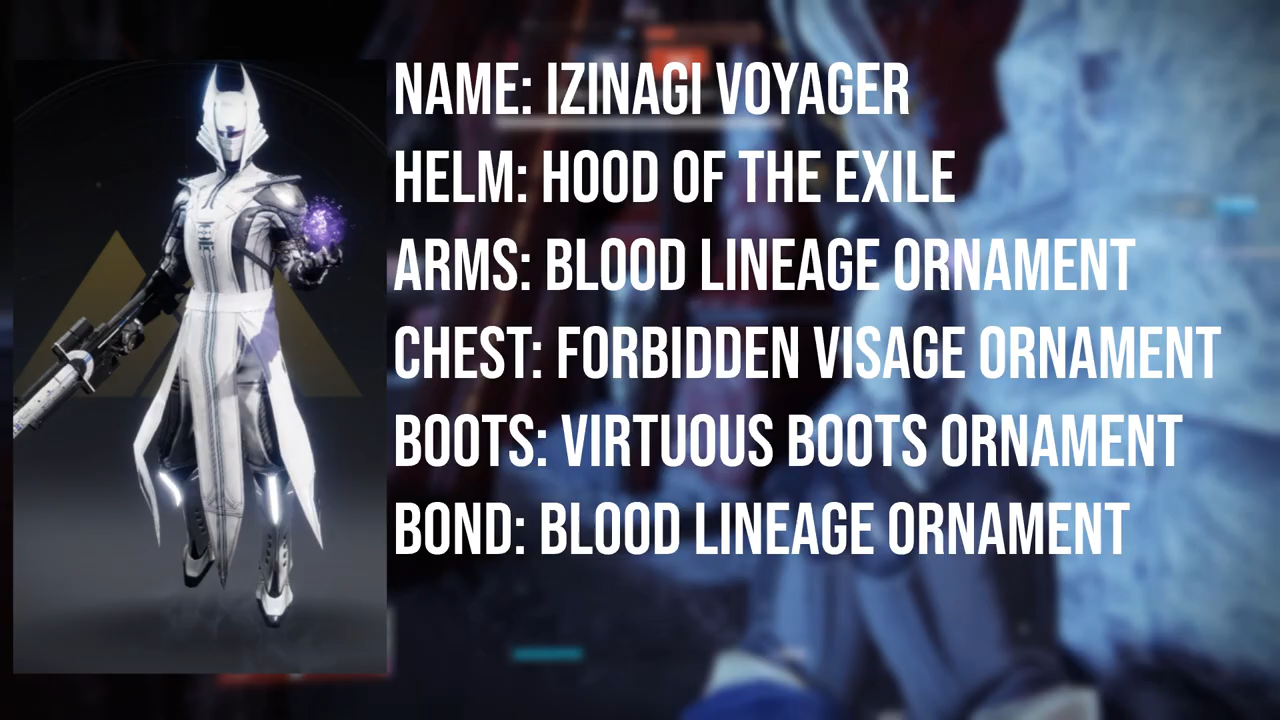 NAME: IZINAGI VOYAGER
HELM: HOOD OF THE EXILE
ARMS: BLOOD LINEAGE ORNAMENT
CHEST: FORBIDDEN VISAGE ORNAMENT
BOOTS: VIRTUOUS BOOTS ORNAMENT
BOND: BLOOD LINEAGE ORNAMENT